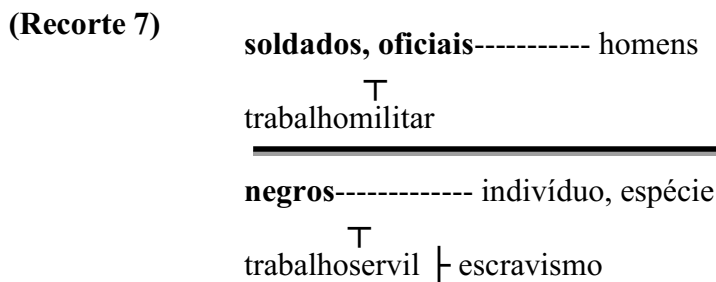 (Recorte 7)
soldados, oficiais----------- homens
┬
trabalhomilitar
negros------------- indivíduo, espécie
┬
trabalhoservil ├ escravismo